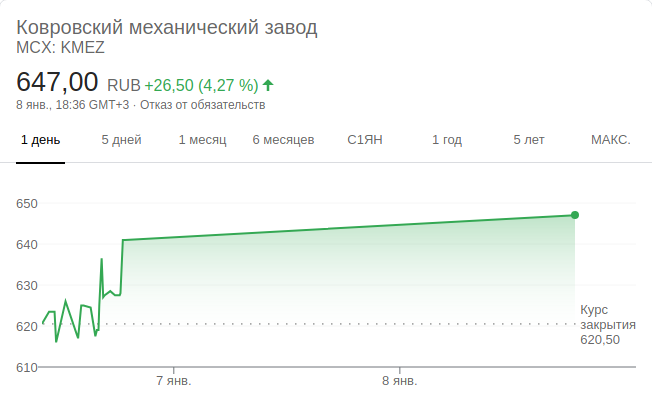 Ковровский механический завод
MCX: KMEZ
647,00 RUB +26,50 (4,27 %)
8 янв., 18:36 GMT+3 · Отказ от обязательств
1 день 5 дней 1 месяц 6 месяцев С1ЯН 1 год 5 лет МАКС.
650
640
630
620
610
Курс
закрытия
620,50
7 янв. 8 янв.